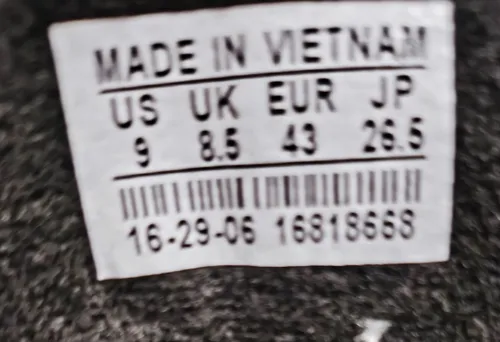 MADE IN VIETNAM
US UK EUR JP
9 8.5 43 26.5
16-29-06 16818668